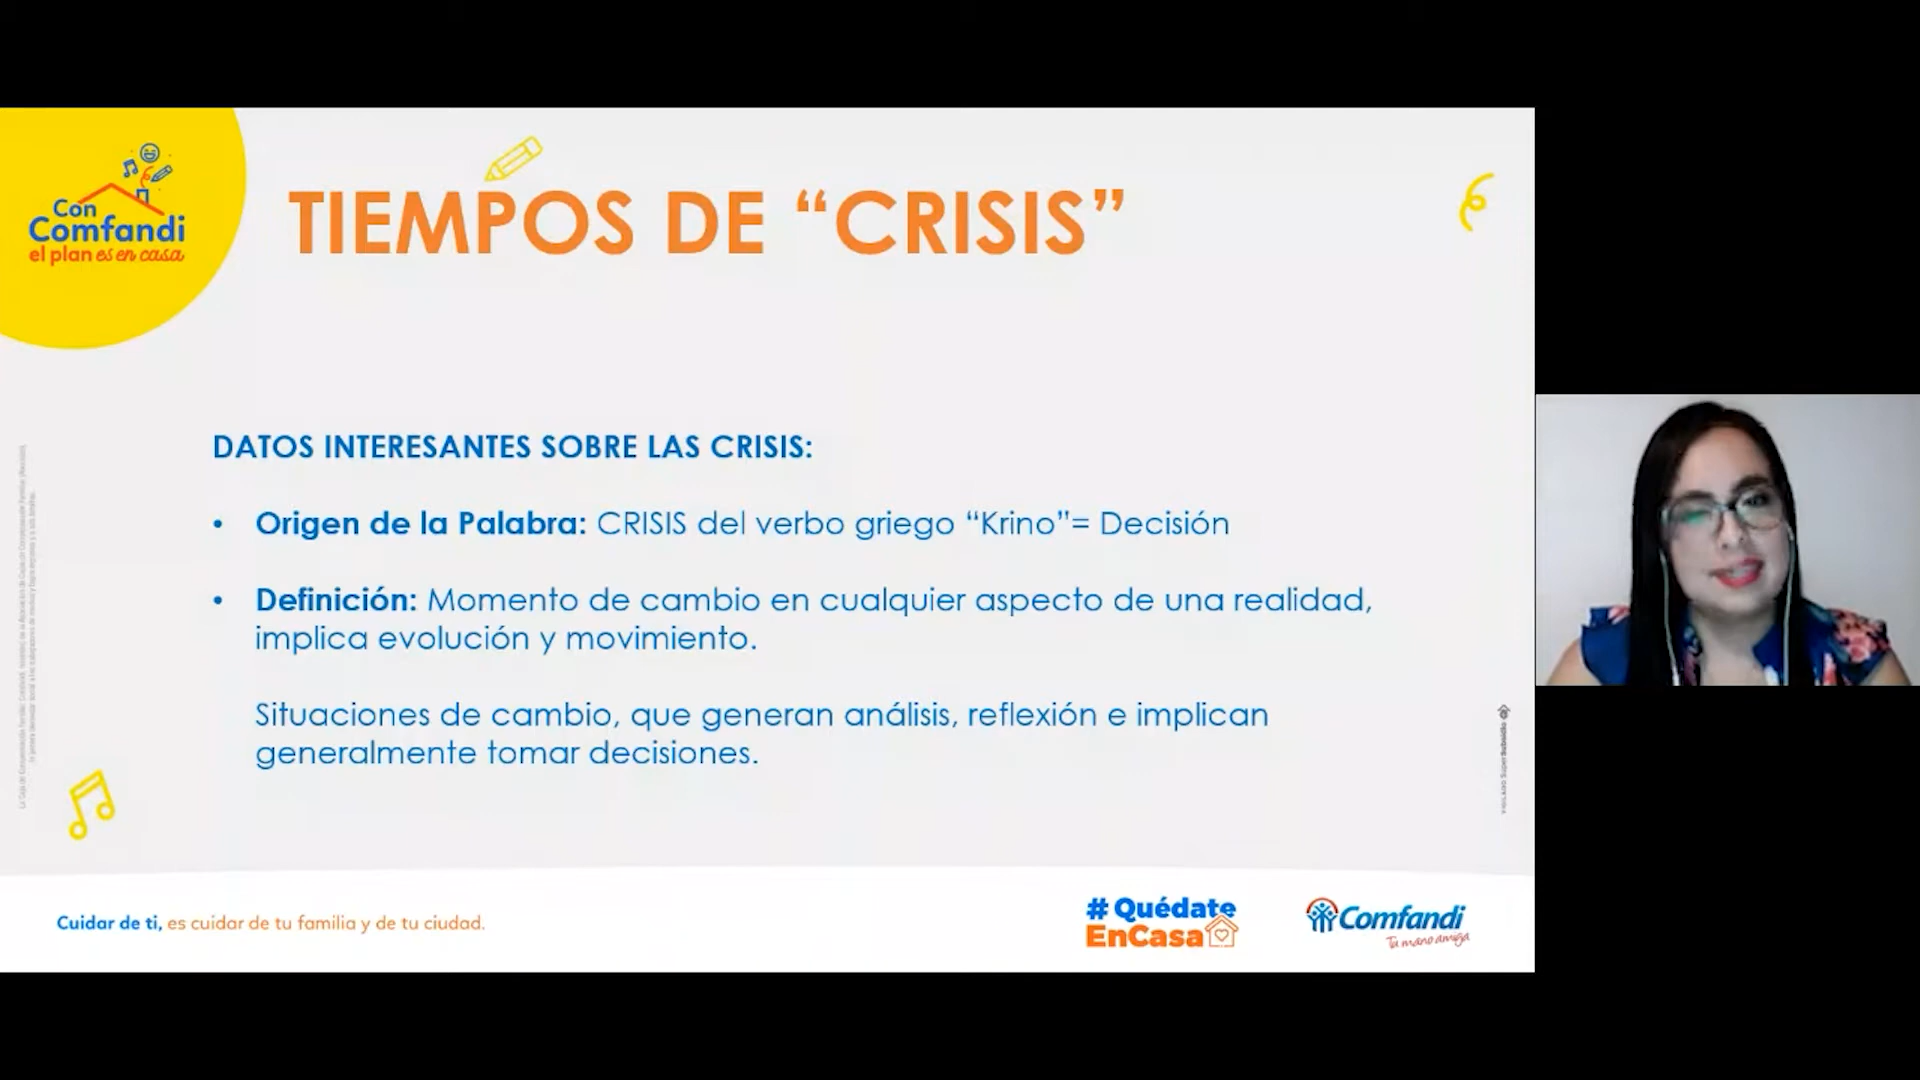 Con
Comfandi
el plan es en casa
TIEMPOS DE “CRISIS”
DATOS INTERESANTES SOBRE LAS CRISIS:
• Origen de la Palabra: CRISIS del verbo griego “Krino”= Decisión
• Definición: Momento de cambio en cualquier aspecto de una realidad,
implica evolución y movimiento.
Situaciones de cambio, que generan análisis, reflexión e implican
generalmente tomar decisiones.
Cuidar de ti, es cuidar de tu familia y de tu ciudad.
# Quédate
EnCasa
Comfandi
Tu mano amiga
VIGILADO SuperSubsidio